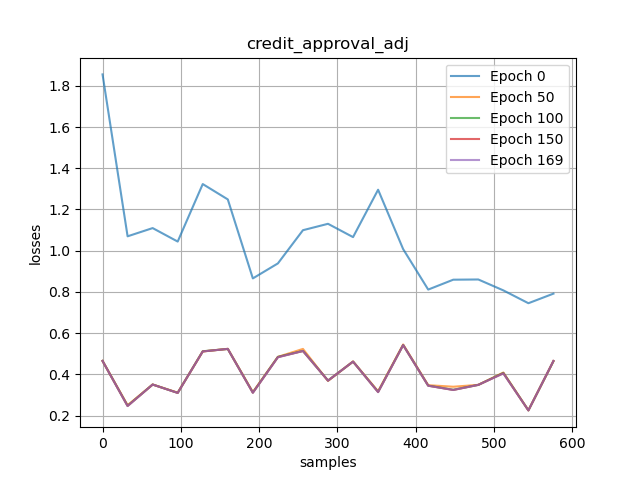 credit_approval_adj
losses
1.8
1.6
1.4
1.2
1.0
0.8
0.6
0.4
0.2
Epoch 0
Epoch 50
Epoch 100
Epoch 150
Epoch 169
0 100 200 300 400 500 600
samples